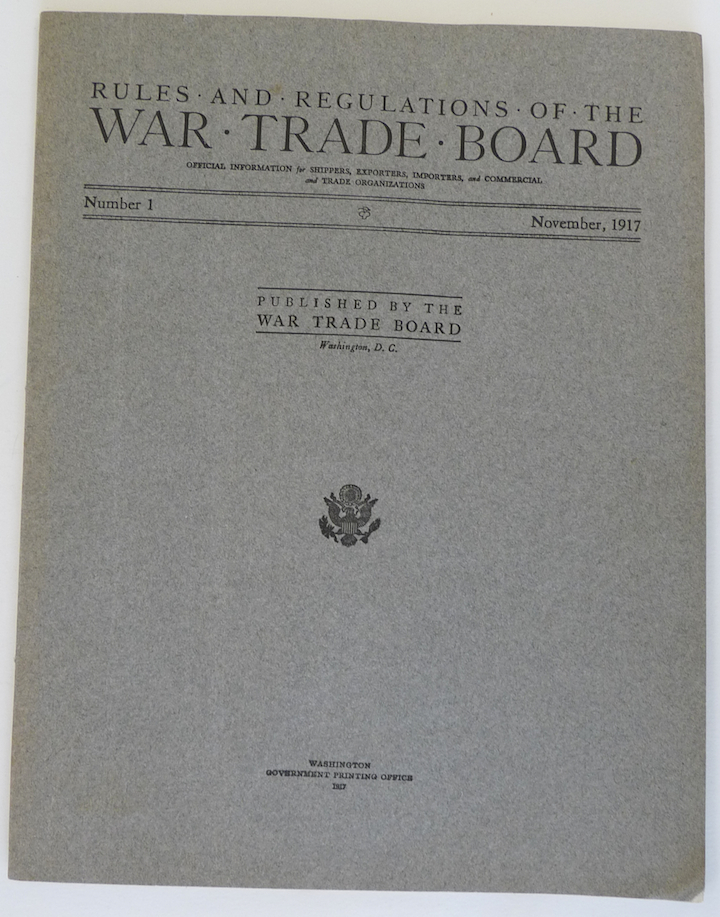 RULES · AND · REGULATIONS · OF · THE
WAR · TRADE · BOARD
OFFICIAL INFORMATION for SHIPPERS, EXPORTERS, IMPORTERS, and COMMERCIAL
and TRADE ORGANIZATIONS
Number 1
November, 1917
PUBLISHED BY THE
WAR TRADE BOARD
Washington, D. C.
WASHINGTON
GOVERNMENT PRINTING OFFICE
1917